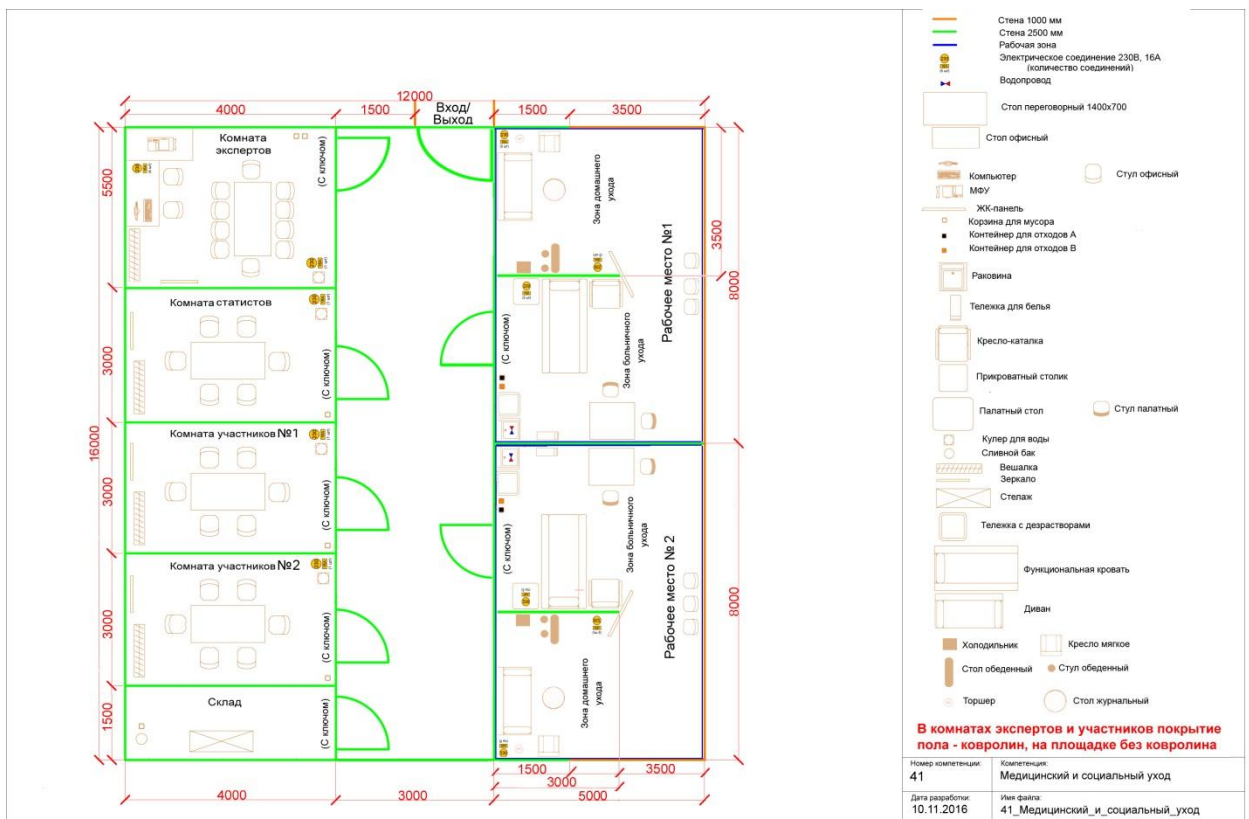 12000
4000
1500
Вход/
Выход
1500
3500
5500
3000
16000
3000
3000
1500
Комната
экспертов
(С ключом)
Комната статистов
(С ключом)
Комната участников№1
(С ключом)
Комната участников№2
(С ключом)
Склад
(С ключом)
Зона домашнего
ухода
Рабочее место №1
(С ключом)
Зона больничного
ухода
3500
8000
(С ключом)
Зона больничного
ухода
Рабочее место № 2
Зона домашнего
ухода
8000
1500
3500
3000
4000
3000
5000
Стена 1000 мм
Стена 2500 мм
Рабочая зона
Электрическое соединение 230В, 16А
(количество соединений)
Водопровод
Стол переговорный 1400х700
Стол офисный
Компьютер
Стул офисный
МФУ
ЖК-панель
Корзина для мусора
Контейнер для отходов А
Контейнер для отходов В
Раковина
Тележка для белья
Кресло-каталка
Прикроватный столик
Палатный стол
Стул палатный
Кулер для воды
Сливной бак
Вешалка
Зеркало
Стелаж
Тележка с дезрастворами
Функциональная кровать
Диван
Холодильник
Кресло мягкое
Стол обеденный
Стул обеденный
Торшер
Стол журнальный
В комнатах экспертов и участников покрытие
пола - ковролин, на площадке без ковролина
Номер компетенции:
41
Компетенция:
Медицинский и социальный уход
Дата разработки:
10.11.2016
Имя файла:
41_Медицинский_и_социальный_уход